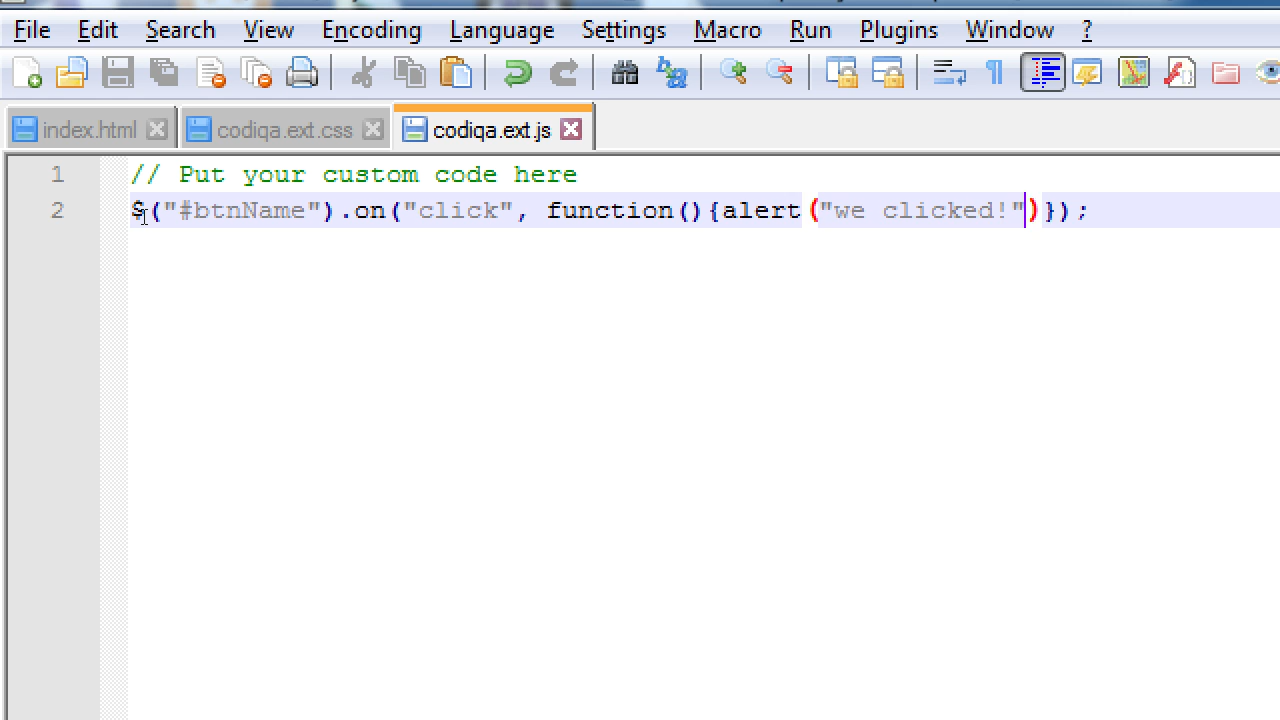 File Edit Search View Encoding Language Settings Macro Run Plugins Window ?
index.html codiqa.ext.css codiqa.ext.js
1 // Put your custom code here
2 $("#btnName").on("click", function(){alert("we clicked!")});